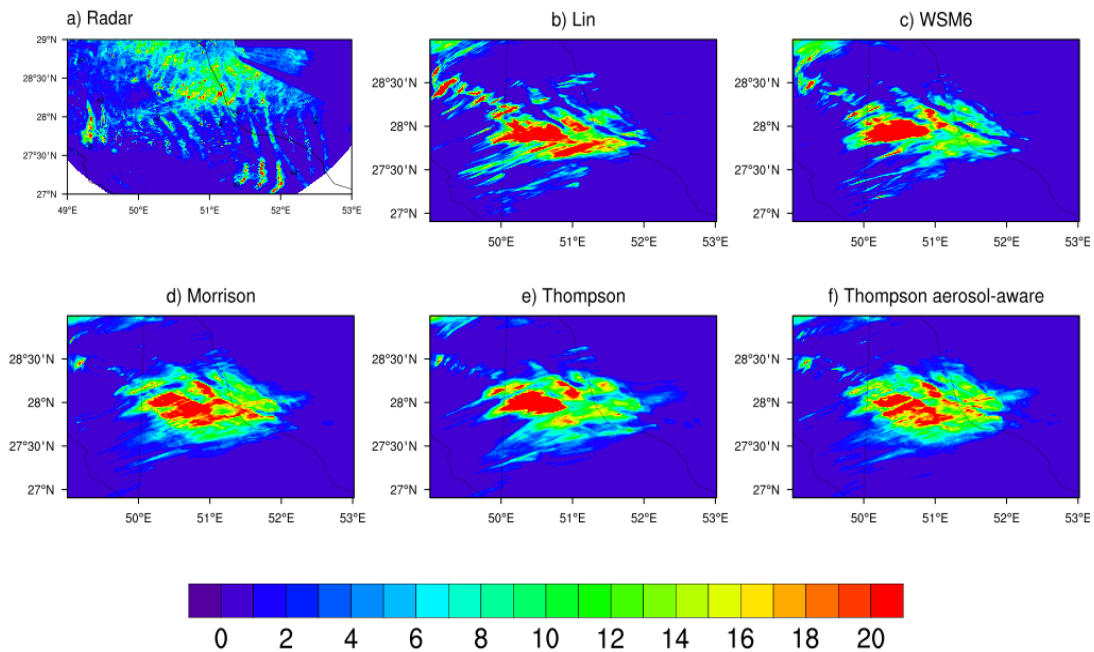 a) Radar
b) Lin
c) WSM6
29°N
28°30'N
28°N
27°30'N
27°N
49°E 50°E 51°E 52°E 53°E
28°30'N
28°N
27°30'N
27°N
50°E 51°E 52°E 53°E
28°30'N
28°N
27°30'N
27°N
50°E 51°E 52°E 53°E
d) Morrison
e) Thompson
f) Thompson aerosol-aware
28°30'N
28°N
27°30'N
27°N
50°E 51°E 52°E 53°E
28°30'N
28°N
27°30'N
27°N
50°E 51°E 52°E 53°E
28°30'N
28°N
27°30'N
27°N
50°E 51°E 52°E 53°E
0 2 4 6 8 10 12 14 16 18 20